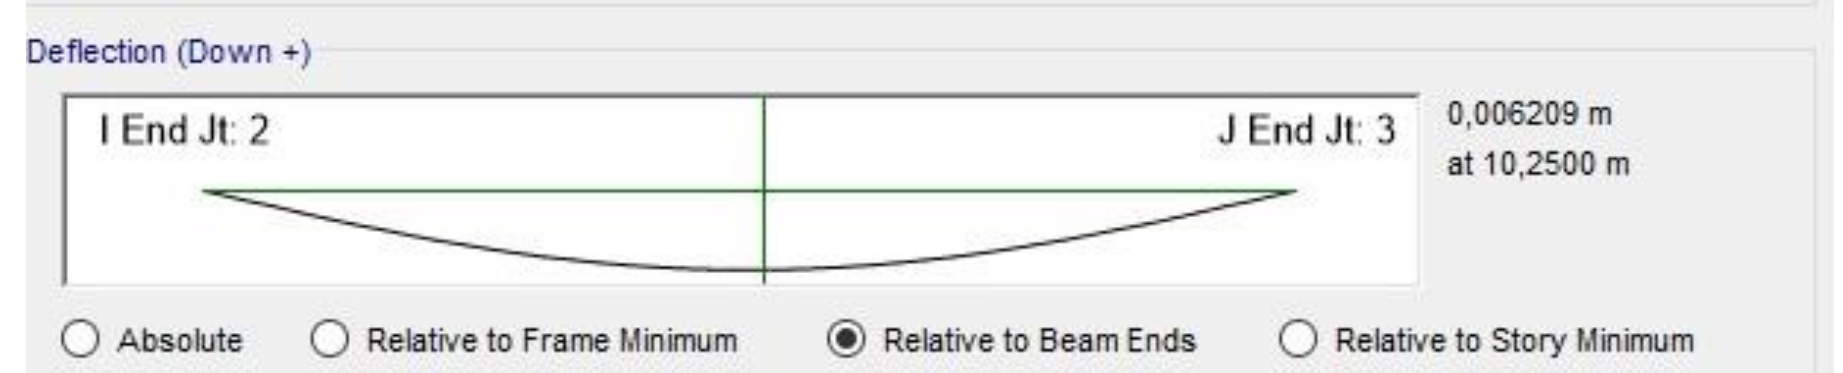 Deflection (Down +)
I End Jt: 2
J End Jt: 3
0,006209 m
at 10,2500 m
Absolute
Relative to Frame Minimum
Relative to Beam Ends
Relative to Story Minimum